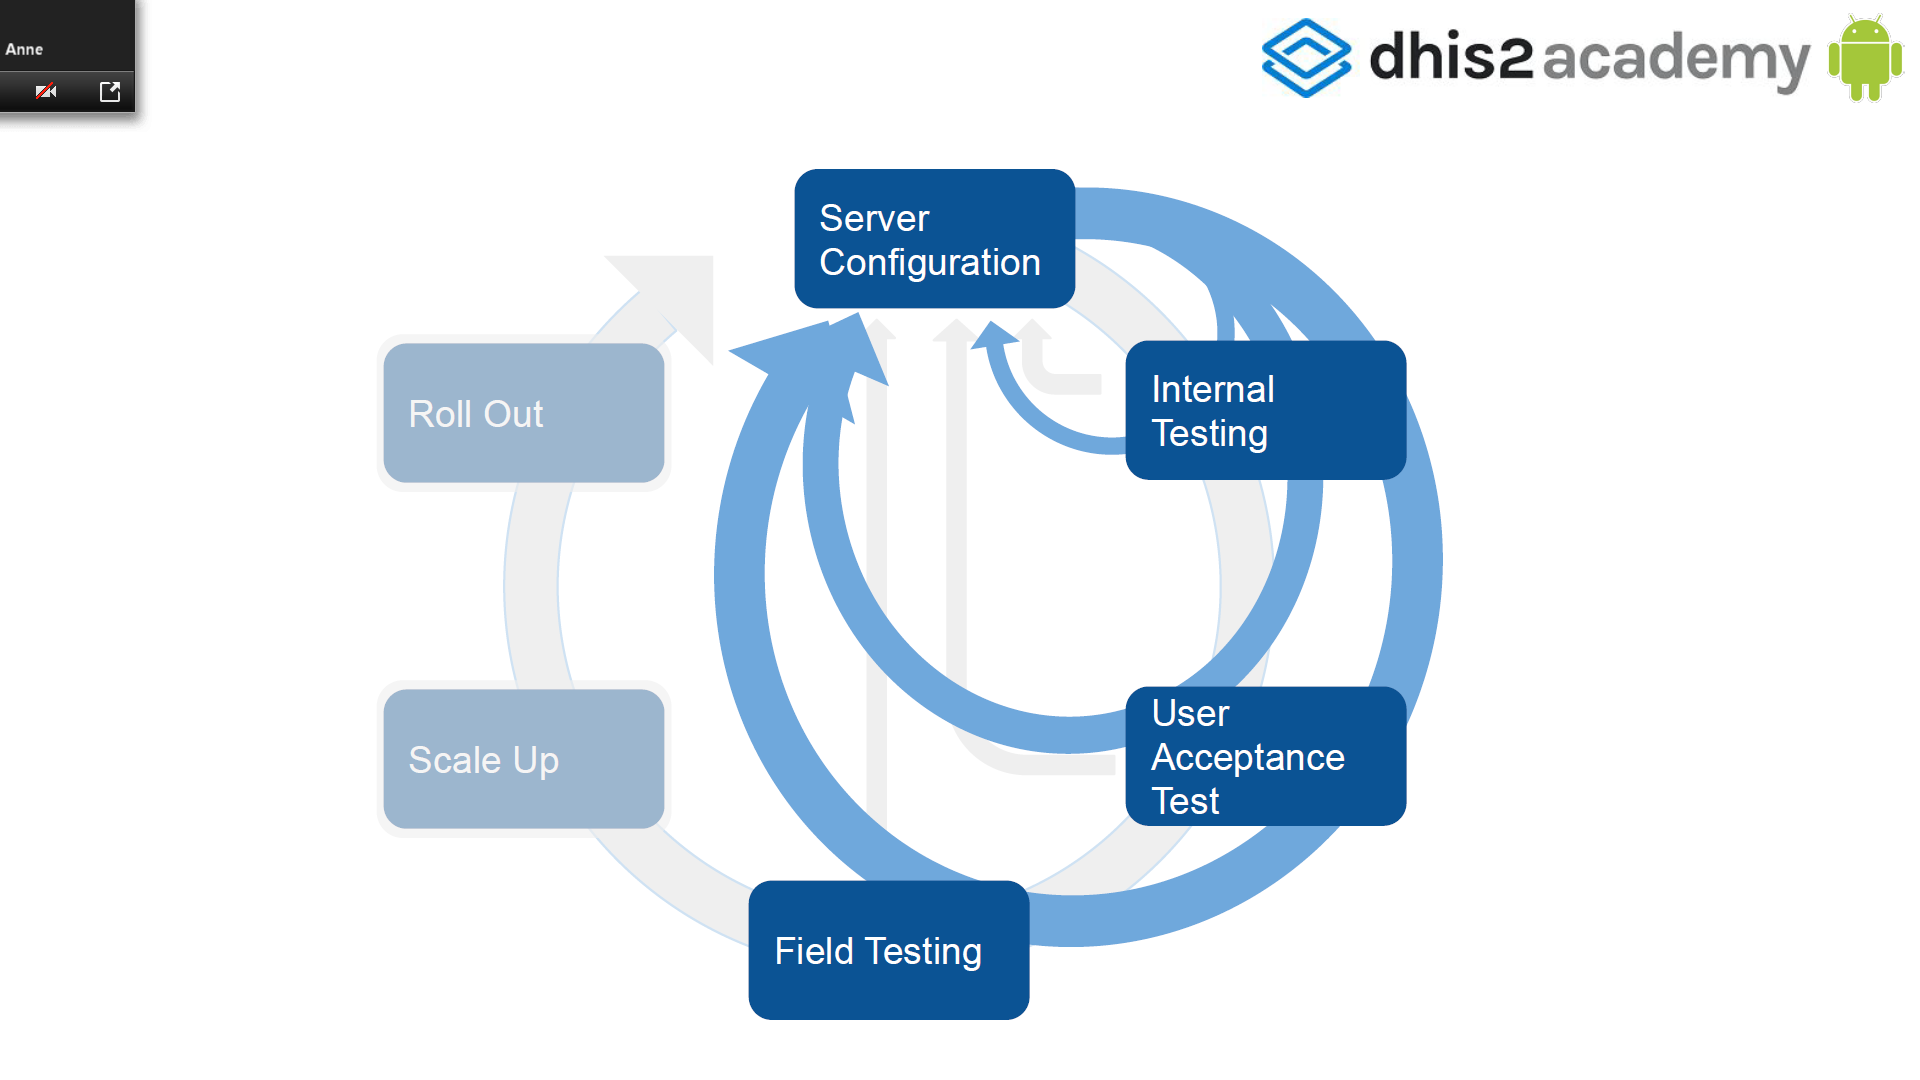 Anne
dhis2 academy
Server
Configuration
Internal
Testing
Roll Out
User
Acceptance
Test
Scale Up
Field Testing